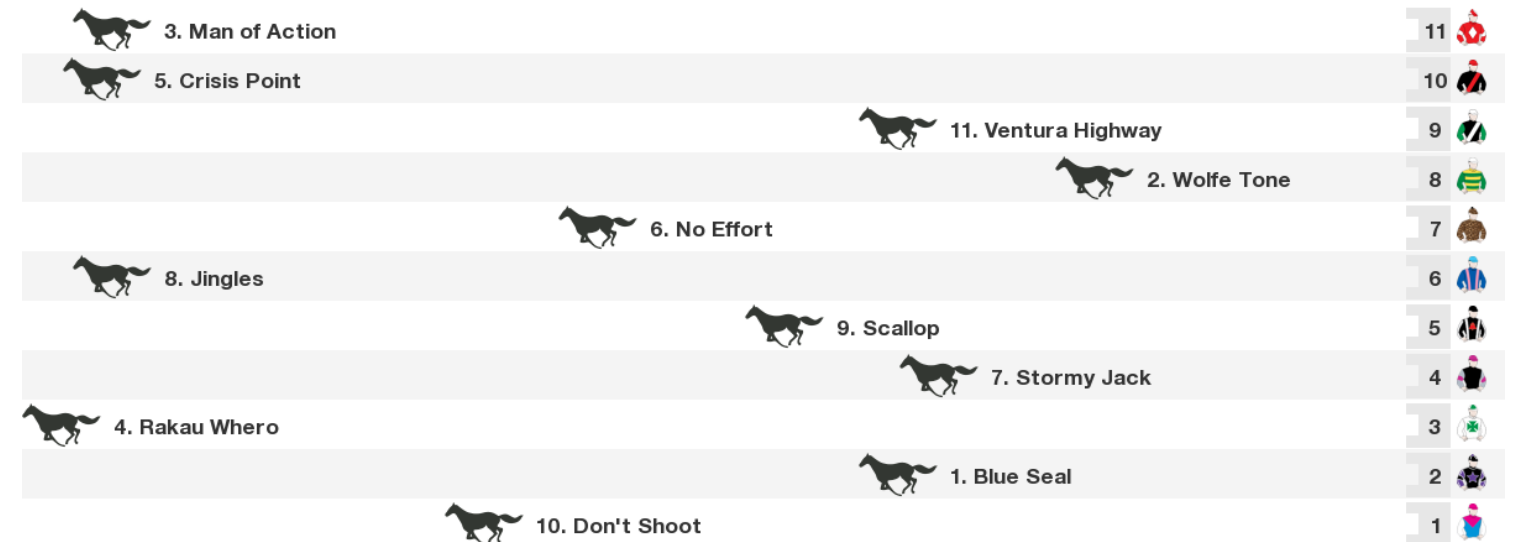 3. Man of Action 11
5. Crisis Point 10
11. Ventura Highway 9
2. Wolfe Tone 8
6. No Effort 7
8. Jingles 6
9. Scallop 5
7. Stormy Jack 4
4. Rakau Whero 3
1. Blue Seal 2
10. Don't Shoot 1